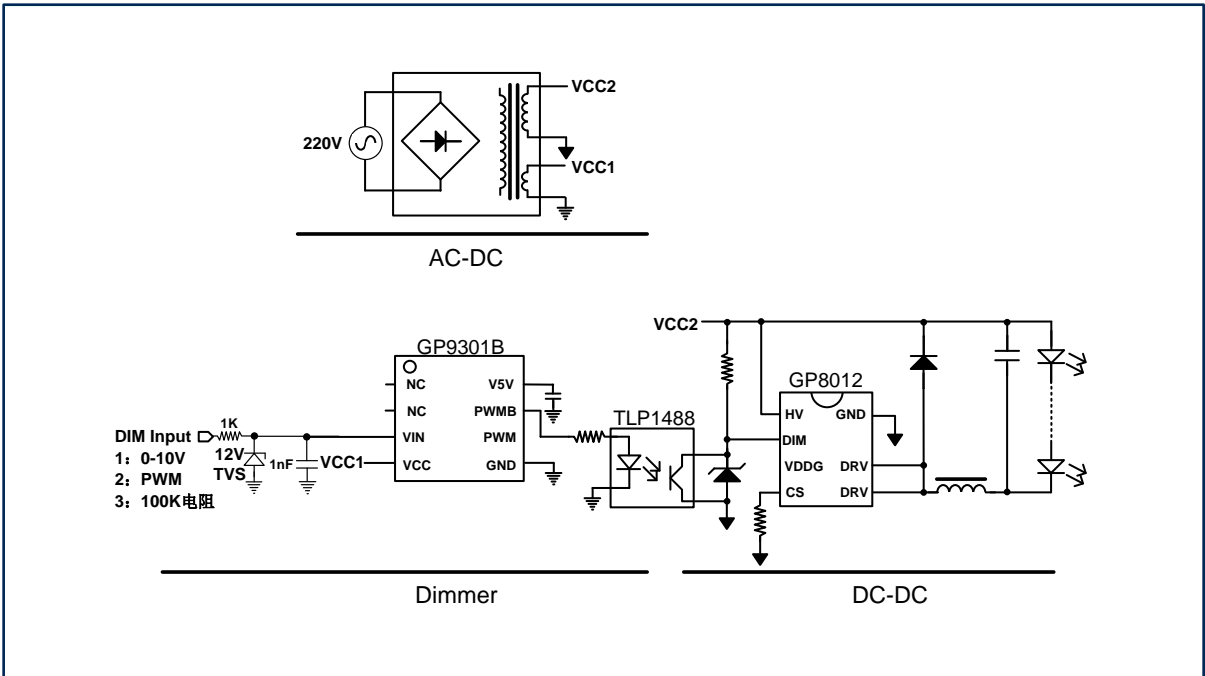 VCC2
220V
VCC1
AC-DC
VCC2
GP9301B
GP8012
NC
V5V
NC
PWMB
TLP1488
HV
GND
DIM Input
1K
VIN
PWM
DIM
1：0-10V
12V
1nF
VCC1
VCC
GND
VDDG
DRV
2：PWM
TVS
CS
DRV
3：100K电阻
Dimmer
DC-DC